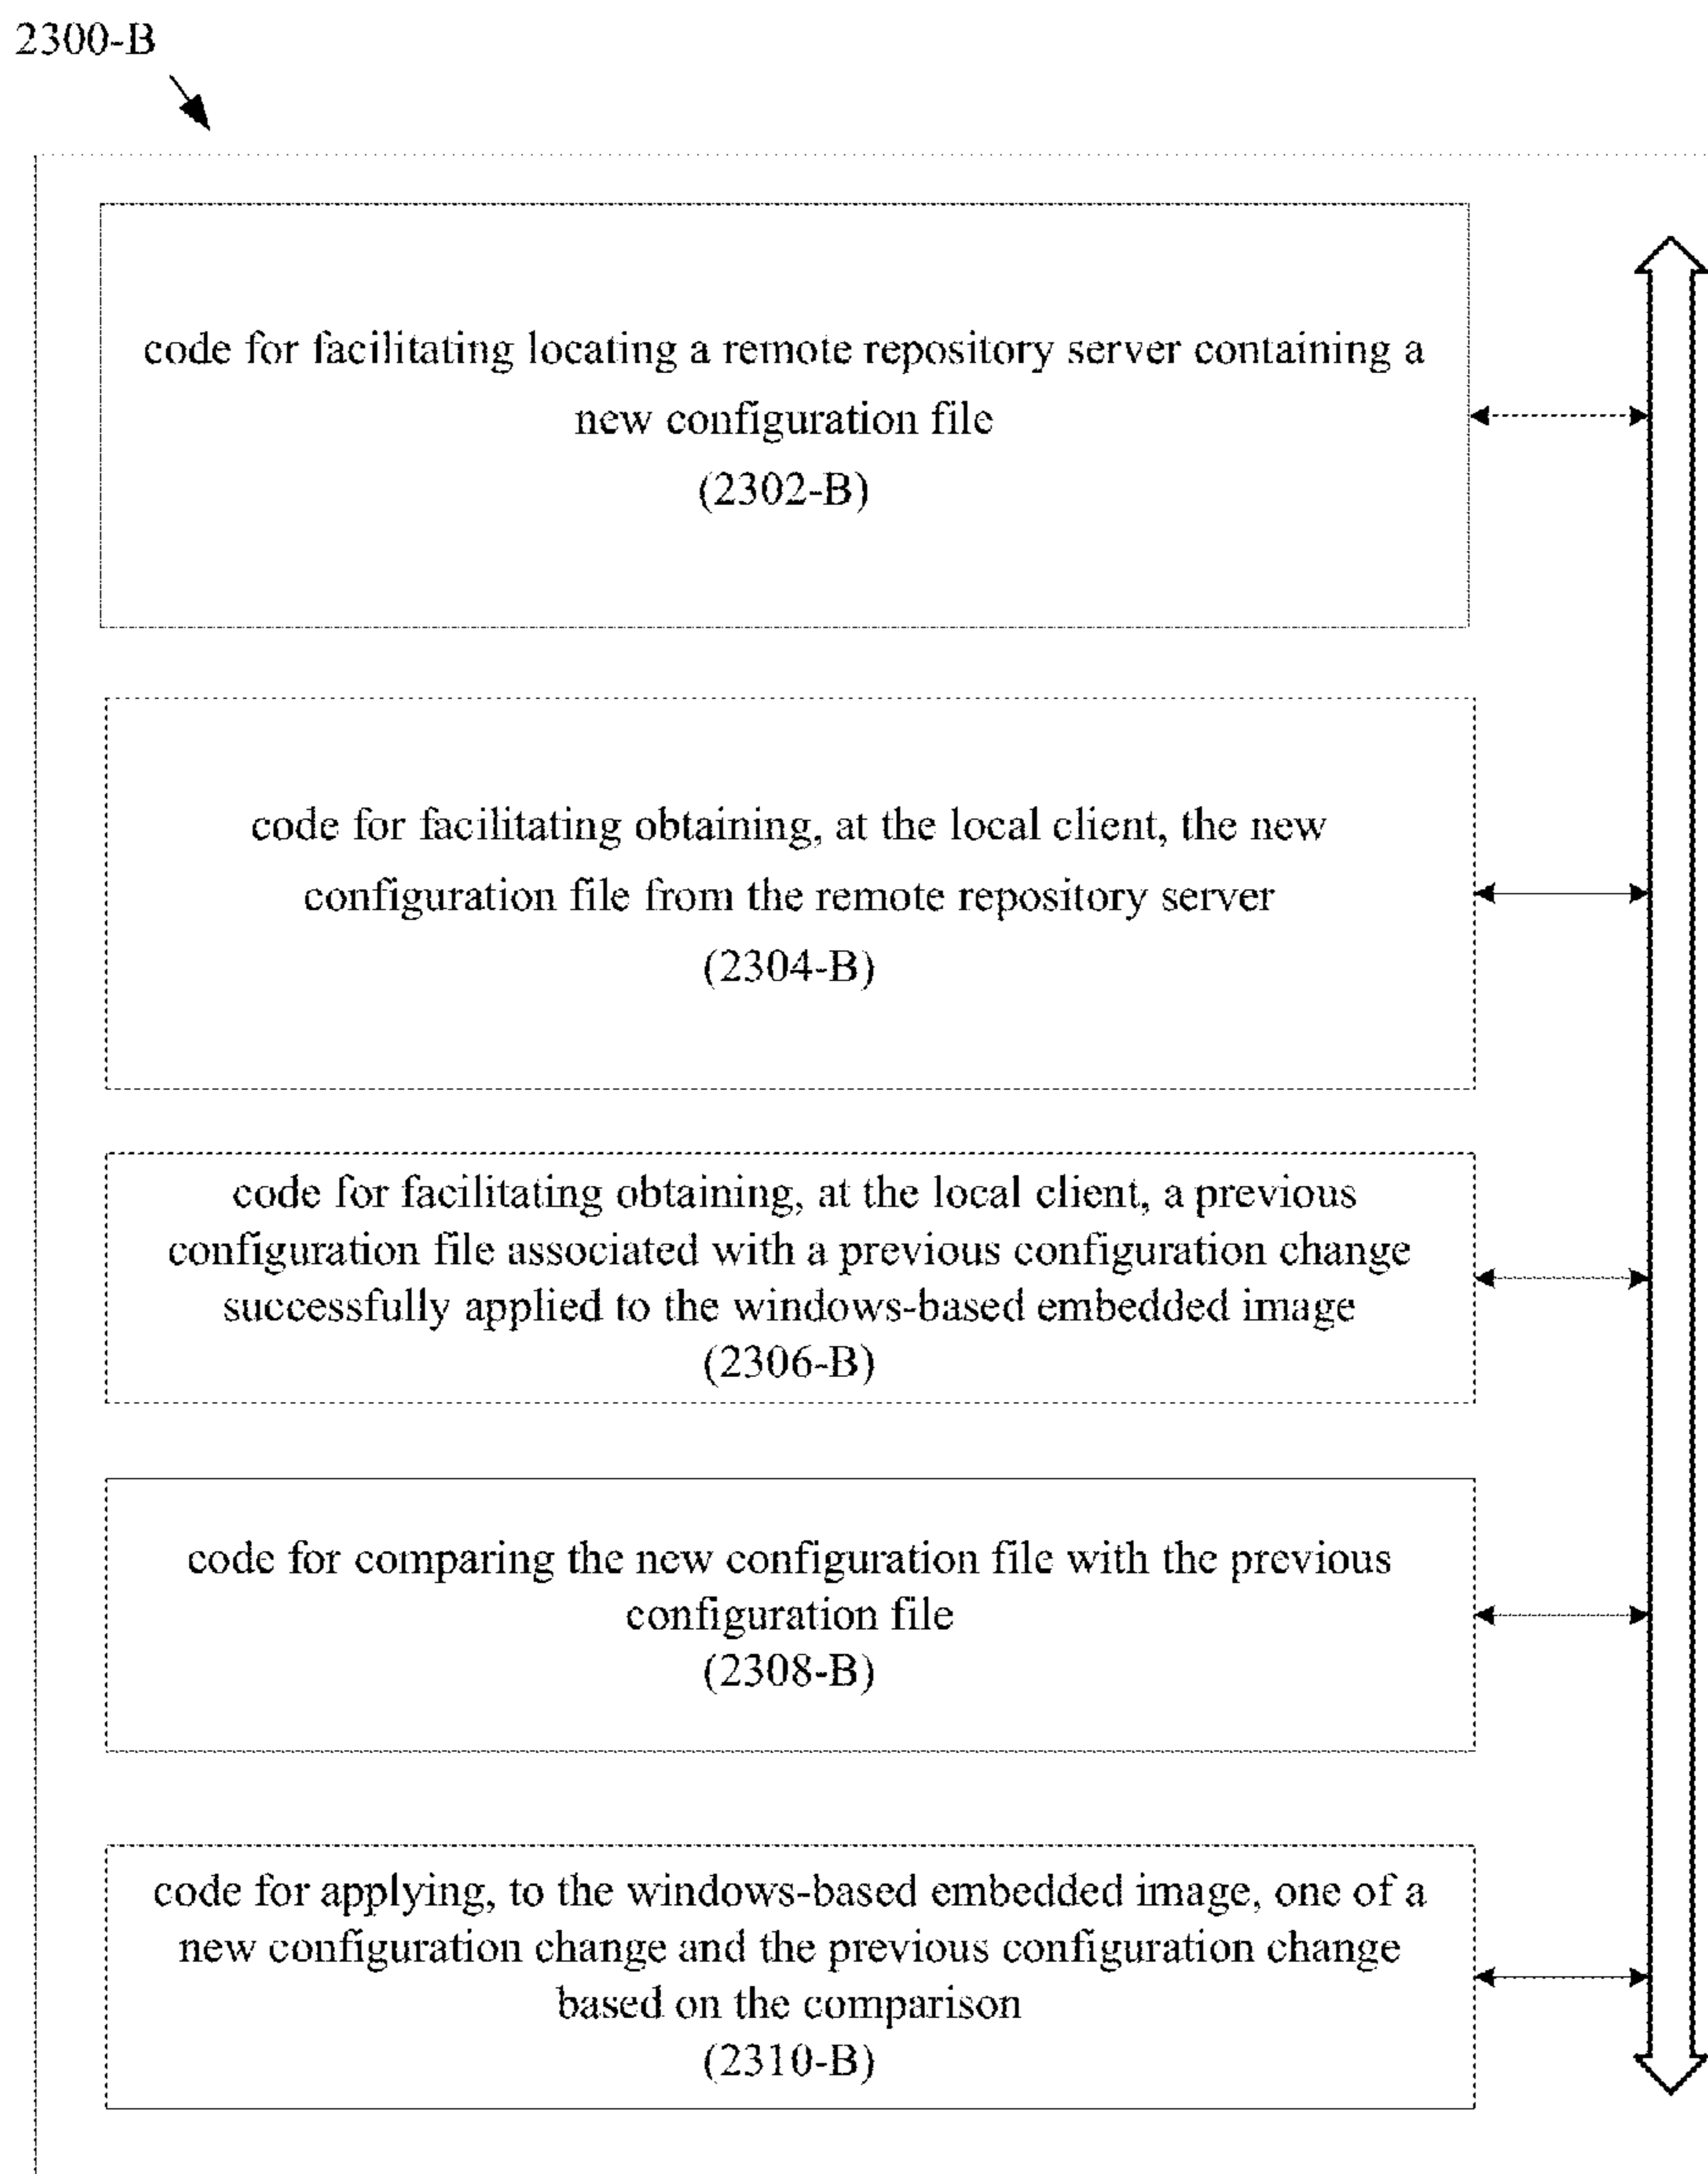 2300-B
code for facilitating locating a remote repository server containing a
new configuration file
(2302-B)
code for facilitating obtaining, at the local client, the new
configuration file from the remote repository server
(2304-B)
code for facilitating obtaining, at the local client, a previous
configuration file associated with a previous configuration change
successfully applied to the windows-based embedded image
(2306-B)
code for comparing the new configuration file with the previous
configuration file
(2308-B)
code for applying, to the windows-based embedded image, one of a
new configuration change and the previous configuration change
based on the comparison
(2310-B)